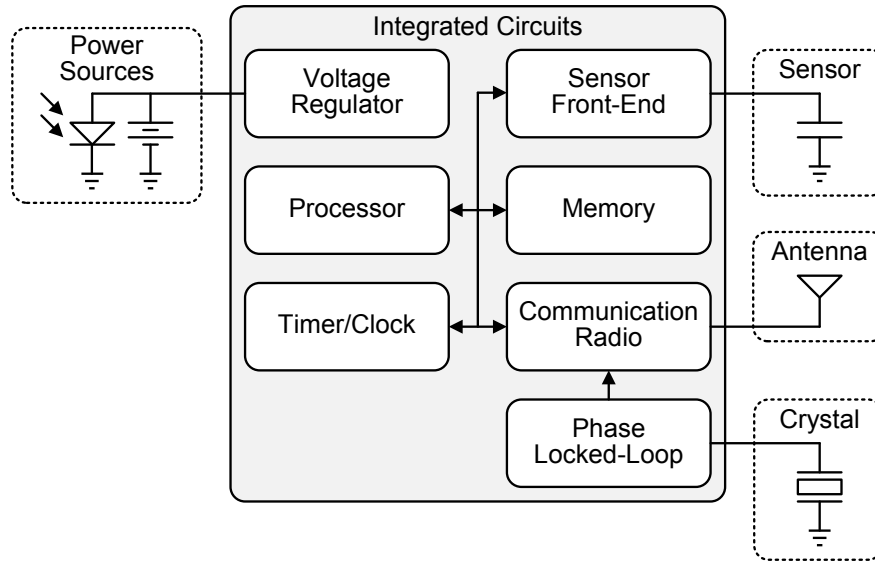 Integrated Circuits
Power
Sources
Voltage
Regulator
Sensor
Front-End
Sensor
Processor
Memory
Antenna
Timer/Clock
Communication
Radio
Phase
Locked-Loop
Crystal